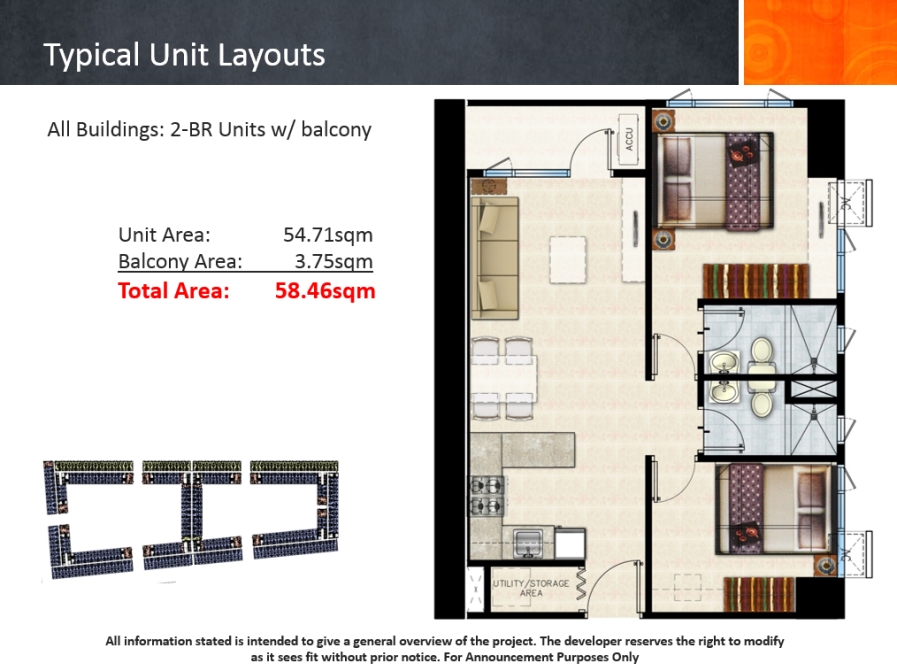 Typical Unit Layouts
All Buildings: 2-BR Units w/ balcony
Unit Area: 54.71sqm
Balcony Area: 3.75sqm
Total Area: 58.46sqm
ACCU
AC
AC
UTILITY/STORAGE
AREA
All information stated is intended to give a general overview of the project. The developer reserves the right to modify
as it sees fit without prior notice. For Announcement Purposes Only